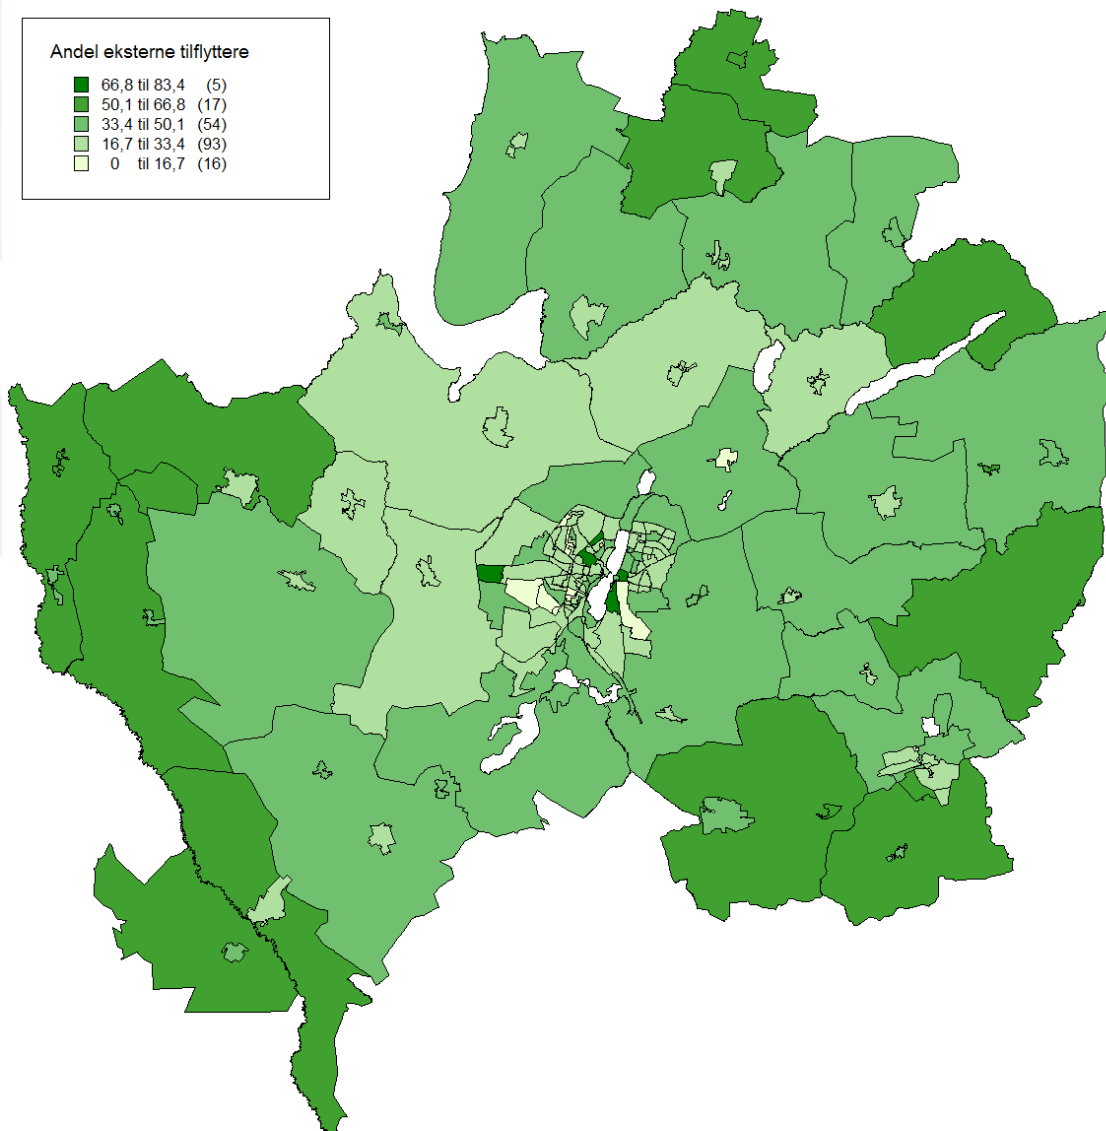 Andel eksterne tilflyttere
66,8 til 83,4 (5)
50,1 til 66,8 (17)
33,4 til 50,1 (54)
16,7 til 33,4 (93)
0 til 16,7 (16)